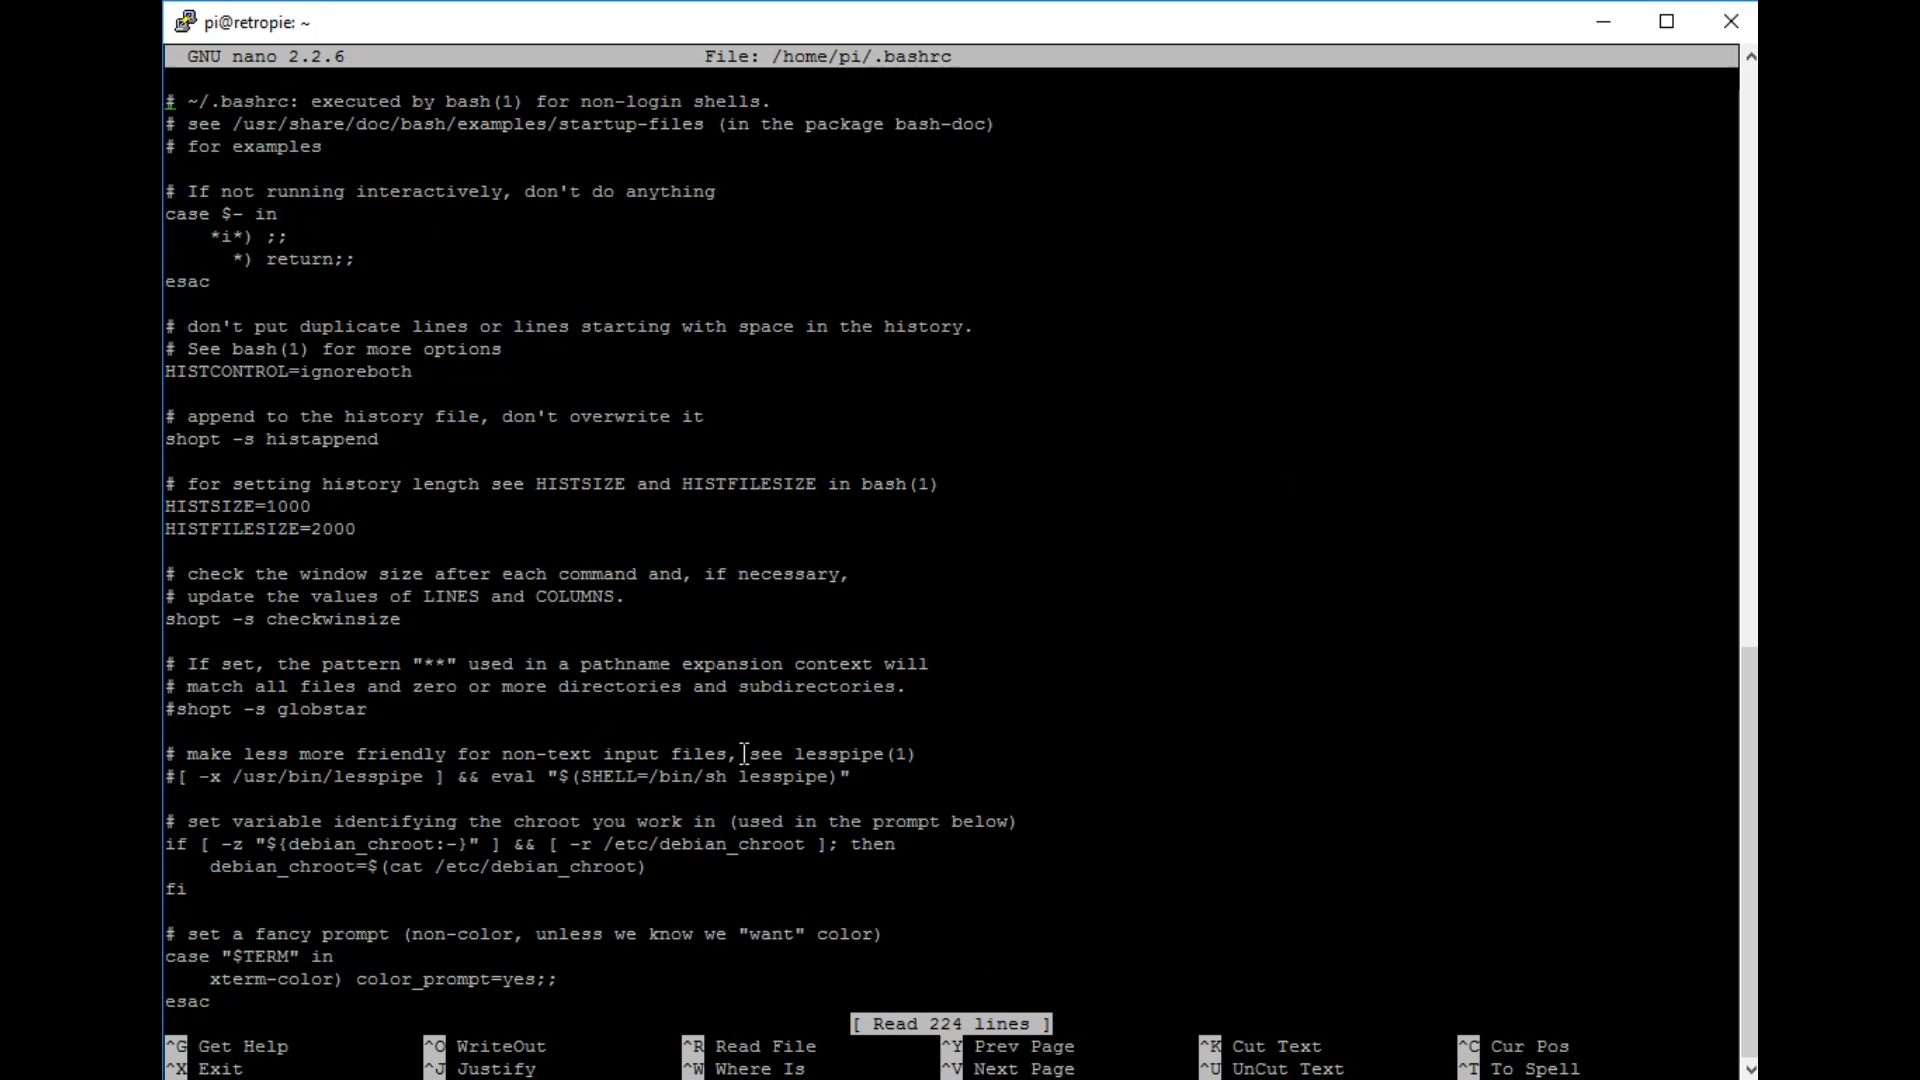 pi@retropie: ~
GNU nano 2.2.6 File: /home/pi/.bashrc
# ~/.bashrc: executed by bash(1) for non-login shells.
# see /usr/share/doc/bash/examples/startup-files (in the package bash-doc)
# for examples
# If not running interactively, don't do anything
case $- in
    *i*) ;;
      *) return;;
esac
# don't put duplicate lines or lines starting with space in the history.
# See bash(1) for more options
HISTCONTROL=ignoreboth
# append to the history file, don't overwrite it
shopt -s histappend
# for setting history length see HISTSIZE and HISTFILESIZE in bash(1)
HISTSIZE=1000
HISTFILESIZE=2000
# check the window size after each command and, if necessary,
# update the values of LINES and COLUMNS.
shopt -s checkwinsize
# If set, the pattern "**" used in a pathname expansion context will
# match all files and zero or more directories and subdirectories.
#shopt -s globstar
# make less more friendly for non-text input files, see lesspipe(1)
#[ -x /usr/bin/lesspipe ] && eval "$(SHELL=/bin/sh lesspipe)"
# set variable identifying the chroot you work in (used in the prompt below)
if [ -z "${debian_chroot:-}" ] && [ -r /etc/debian_chroot ]; then
    debian_chroot=$(cat /etc/debian_chroot)
fi
# set a fancy prompt (non-color, unless we know we "want" color)
case "$TERM" in
    xterm-color) color_prompt=yes;;
esac
[ Read 224 lines ]
^G Get Help ^O WriteOut ^R Read File ^Y Prev Page ^K Cut Text ^C Cur Pos
^X Exit ^J Justify ^W Where Is ^V Next Page ^U UnCut Text ^T To Spell